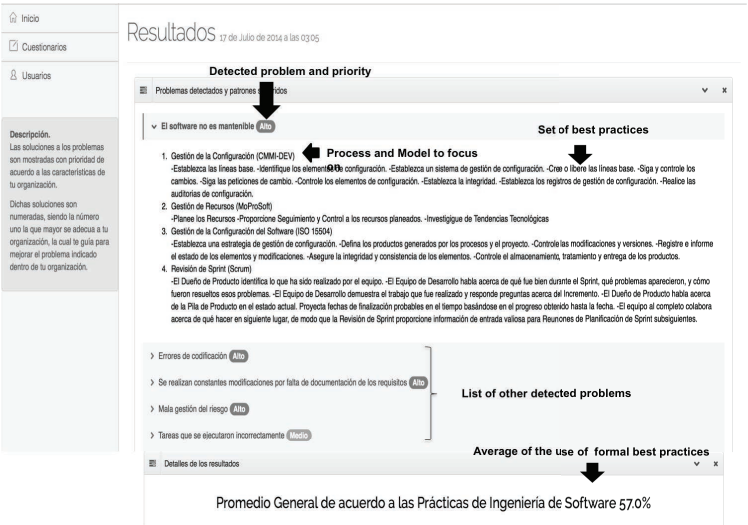 Inicio
Cuestionarios
Usuarios
Descripción.
Las soluciones a los problemas
son mostradas con prioridad de
acuerdo a las características de
tu organización.
Dichas soluciones son
numeradas, siendo la número
uno la que mayor se adecua a tu
organización, la cual te guía para
mejorar el problema indicado
dentro de tu organización.
Resultados 17 de Julio de 2014 a las 03:05
Detected problem and priority
Problemas detectados y patrones
El software no es mantenible Alto
Set of best practices
Process and Model to focus
on
1. Gestión de la Configuración (CMMI-DEV)
-Establezca las líneas base. -Identifique los elementos de configuración. -Establezca un sistema de gestión de configuración. -Cree o libere las líneas base. -Siga y controle los
cambios. -Siga las peticiones de cambio. -Controle los elementos de configuración. -Establezca la integridad. -Establezca los registros de gestión de configuración. -Realice las
auditorias de configuración.
2. Gestión de Recursos (MoProSoft)
-Planee los Recursos -Proporcione Seguimiento y Control a los recursos planeados. -Investigigue de Tendencias Tecnológicas
3. Gestión de la Configuración del Software (ISO 15504)
-Establezca una estrategia de gestión de configuración. -Defina los productos generados por los procesos y el proyecto. -Controle las modificaciones y versiones. -Registre e informe
el estado de los elementos y modificaciones. -Asegure la integridad y consistencia de los elementos. -Controle el almacenamiento, tratamiento y entrega de los productos.
4. Revisión de Sprint (Scrum)
-El Dueño de Producto identifica lo que ha sido realizado por el equipo. -El Equipo de Desarrollo habla acerca de qué fue bien durante el Sprint, qué problemas aparecieron, y cómo
fueron resueltos esos problemas. -El Equipo de Desarrollo demuestra el trabajo que fue realizado y responde preguntas acerca del Incremento. -El Dueño de Producto habla acerca
de la Pila de Producto en el estado actual. Proyecta fechas de finalización probables en el tiempo basándose en el progreso obtenido hasta la fecha. -El equipo al completo colabora
acerca de qué hacer en siguiente lugar, de modo que la Revisión de Sprint proporcione información de entrada valiosa para Reunones de Planificación de Sprint subsiguientes.
Errores de codificación Alto
Se realizan constantes modificaciones por falta de documentación de los requisitos Alto
Mala gestión del riesgo Alto
Tareas que se ejecutaron incorrectamente Medio
List of other detected problems
Average of the use of formal best practices
Detalles de los resultados
Promedio General de acuerdo a las Prácticas de Ingeniería de Software 57.0%